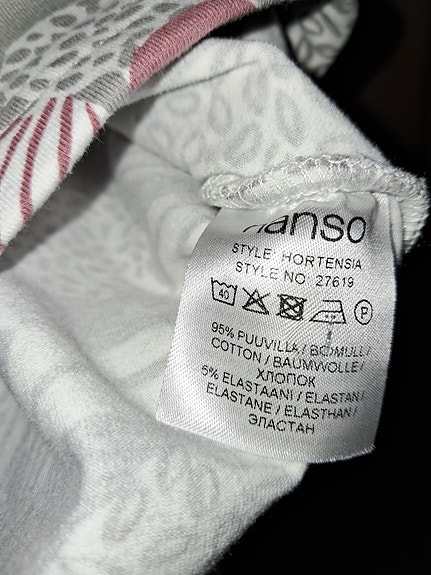 STYLE: HORTENSIA
STYLE NO: 27619
40 P
95% PUUVILLA / BOMULL /
COTTON / BAUMWOLLE /
ХЛОПОК
5% ELASTAANI / ELASTAN /
ELASTANE / ELASTHAN /
ЭЛАСТАН